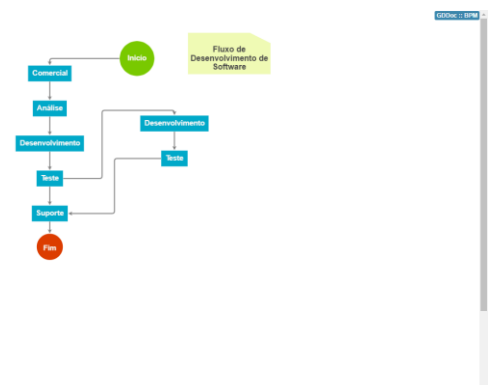 GDDoc :: BPM
Início
Fluxo de
Desenvolvimento de
Software
Comercial
Análise
Desenvolvimento
Teste
Suporte
Fim
Desenvolvimento
Teste